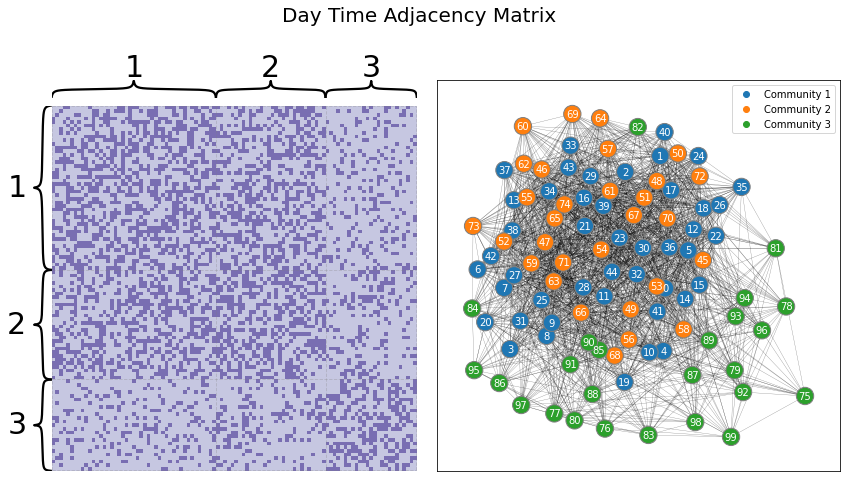 Day Time Adjacency Matrix
1 2 3
1
2
3
Community 1
Community 2
Community 3
69 64 82 40
60
33 57 1 50 24
62 46 43 29 2 48 72
37 34 61 17 35
13 55 74 16 39 51 18 26
73 65 67 70
38 21 12 22
52 47 23 30 36 5 81
42 54 45
6 59 71 44 32
27 63 53 0 15
7 28 11 14 94 78
84 25 66 49 41 93
20 31 9 58 96
8 56 89
3 90 85 68 10 4
95 91 87 79
86 19
97 88 92 75
77 80 76 98
83 99